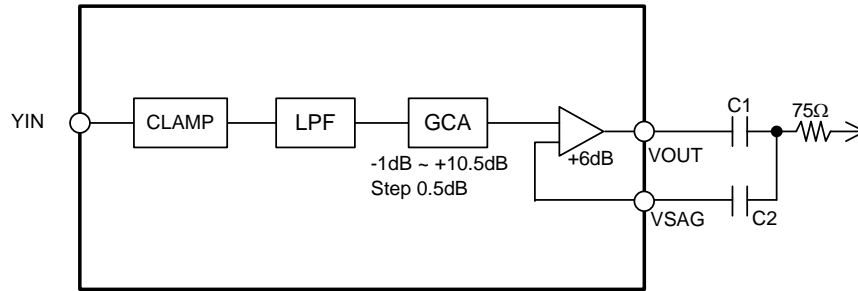 YIN
CLAMP
LPF
GCA
-1dB ~ +10.5dB
Step 0.5dB
+6dB
VOUT
VSAG
C1
C2
75Ω